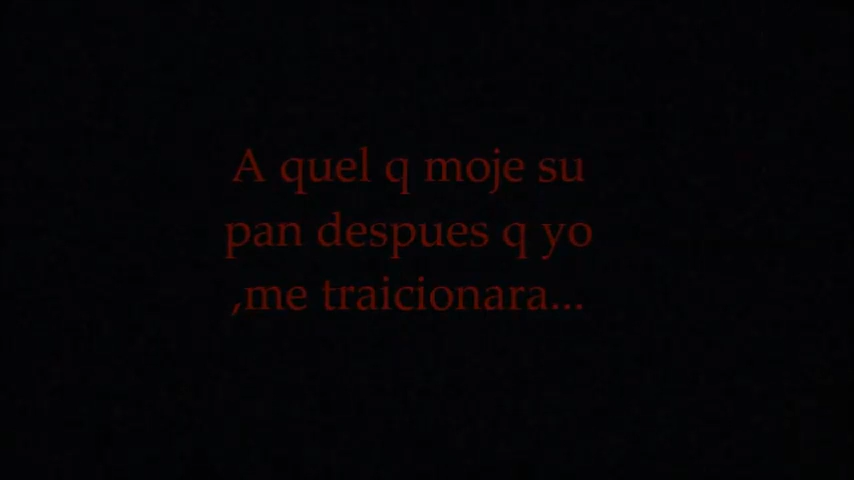 A quel q moje su
pan despues q yo
,me traicionara...